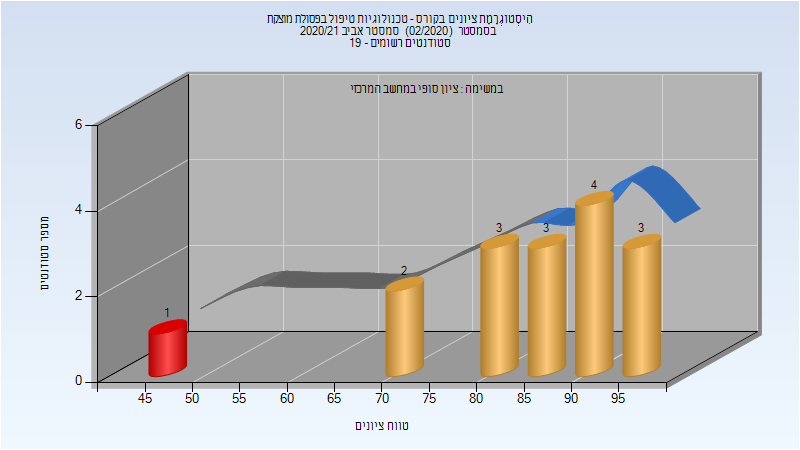 היסטוגרמת ציונים בקורס - טכנולוגיות טיפול בפסולת מוצקת
בסמסטר (02/2020) סמסטר אביב 2020/21
סטודנטים רשומים - 19
במשימה : ציון סופי במחשב המרכזי
מספר סטודנטים
6
4
2
0
1
2
3
3
4
3
45 50 55 60 65 70 75 80 85 90 95
טווח ציונים